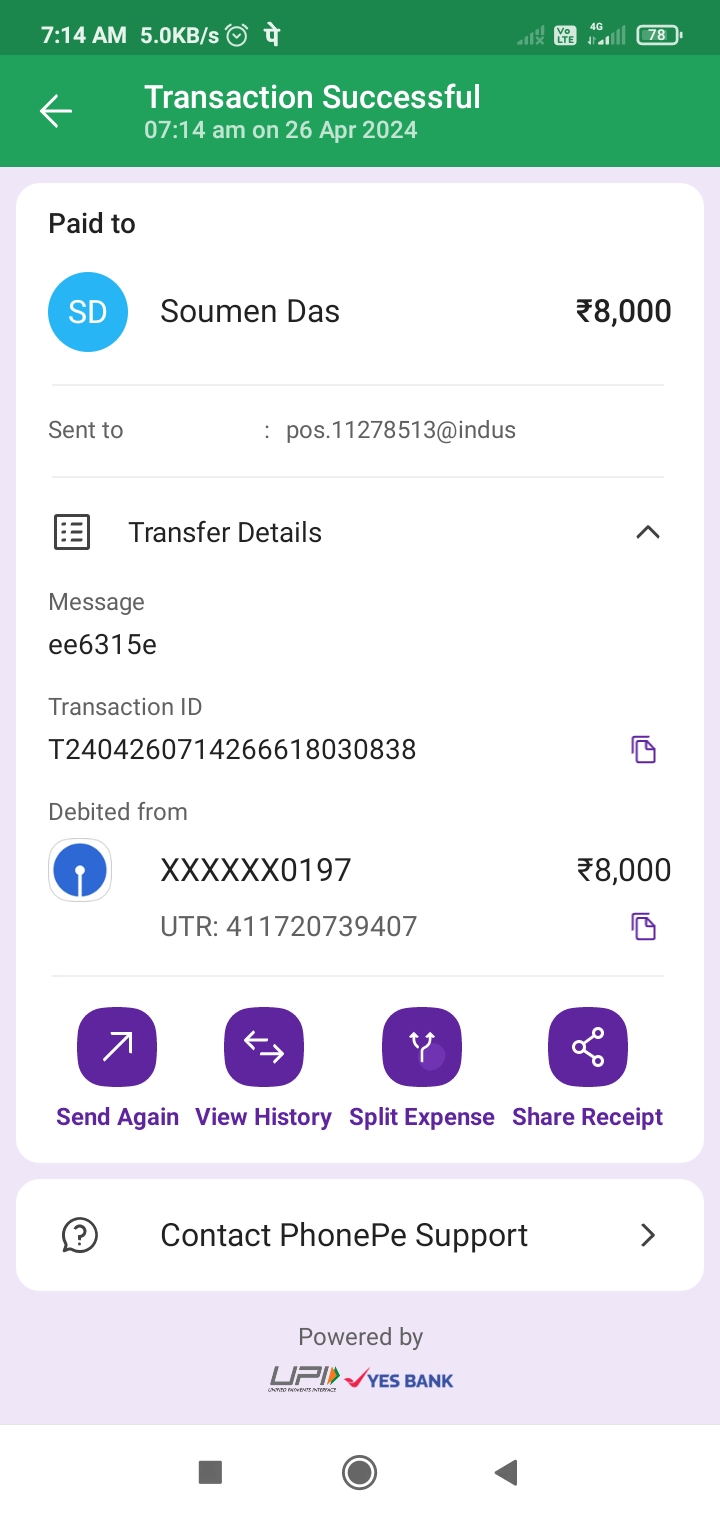 7:14 AM 5.0KB/s पे Vo LTE 4G 78
Transaction Successful
07:14 am on 26 Apr 2024
Paid to
SD Soumen Das ₹8,000
Sent to : pos.11278513@indus
Transfer Details
Message
ee6315e
Transaction ID
T2404260714266618030838
Debited from
XXXXXX0197 ₹8,000
UTR: 411720739407
Send Again View History Split Expense Share Receipt
Contact PhonePe Support
Powered by
UPI YES BANK
UNIFIED PAYMENTS INTERFACE